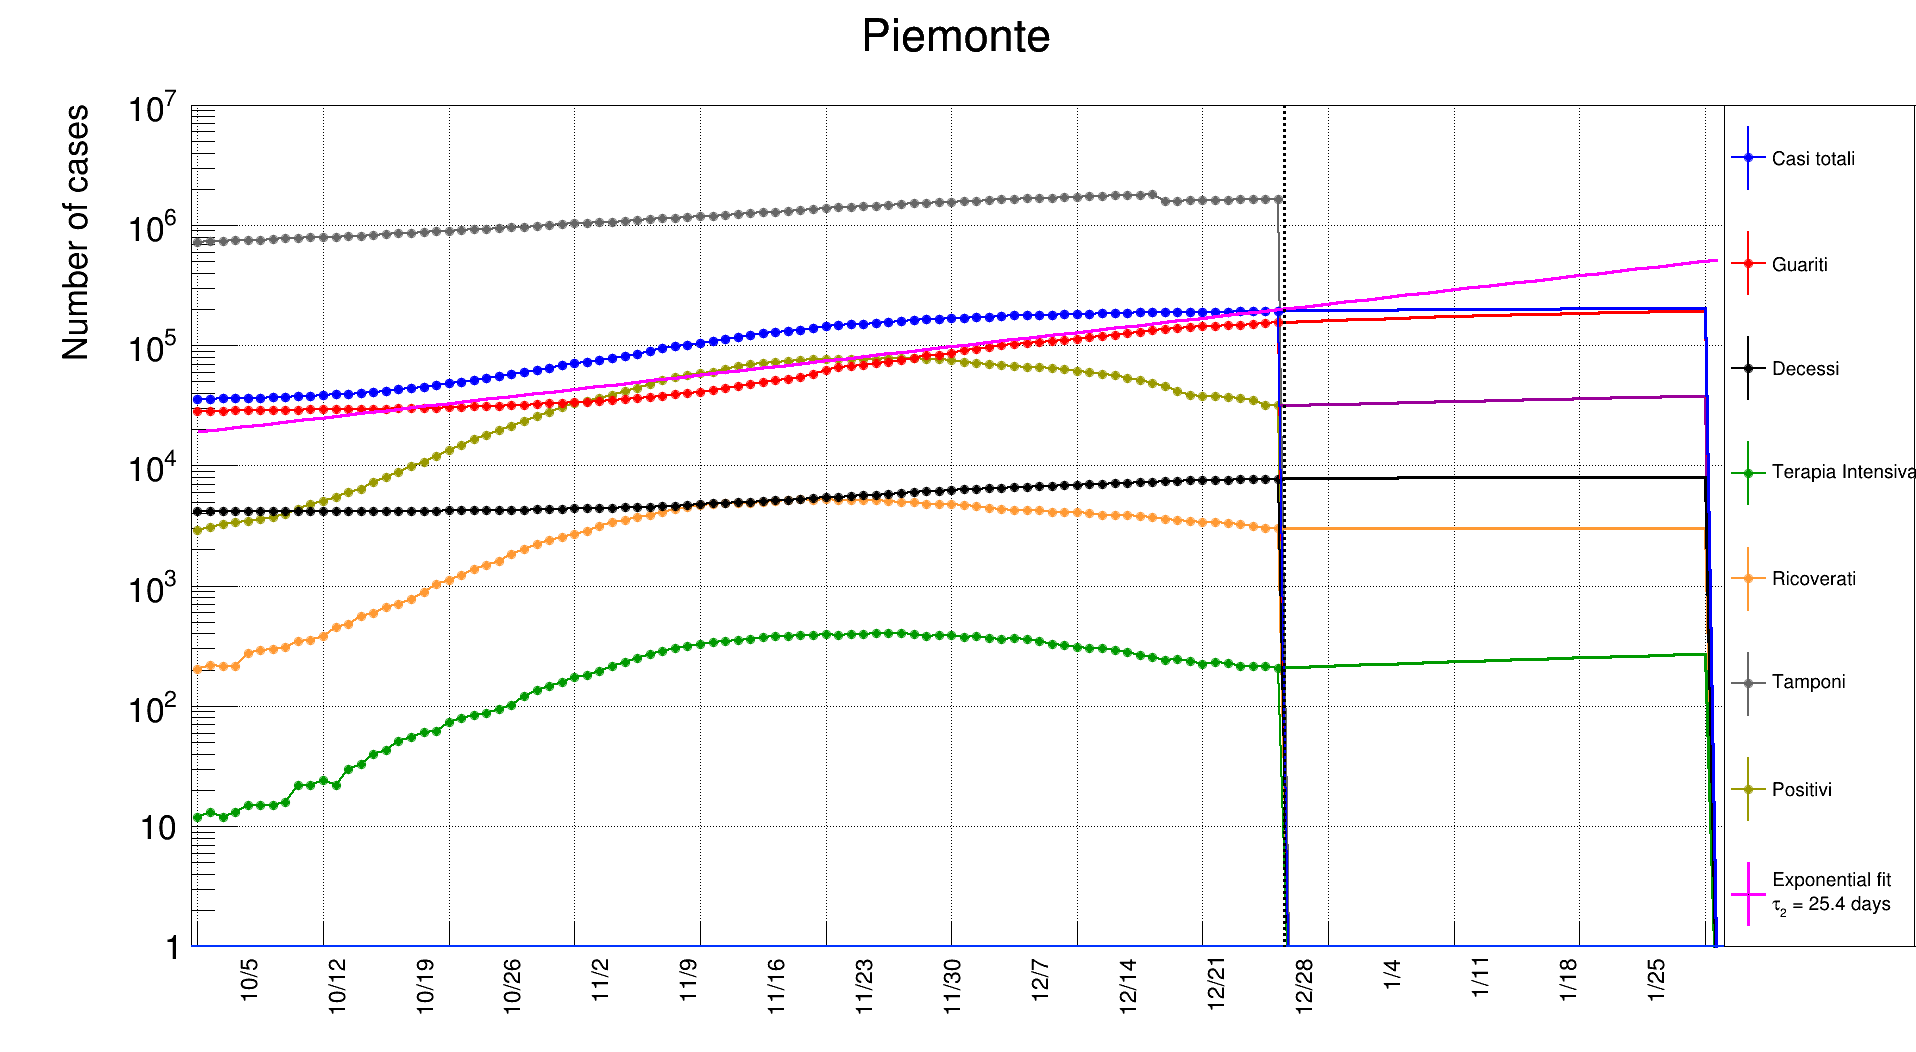 Piemonte
Number of cases
10^7
10^6
10^5
10^4
10^3
10^2
10
1
10/5 10/12 10/19 10/26 11/2 11/9 11/16 11/23 11/30 12/7 12/14 12/21 12/28 1/4 1/11 1/18 1/25
Casi totali
Guariti
Decessi
Terapia Intensiva
Ricoverati
Tamponi
Positivi
Exponential fit
τ_2 = 25.4 days